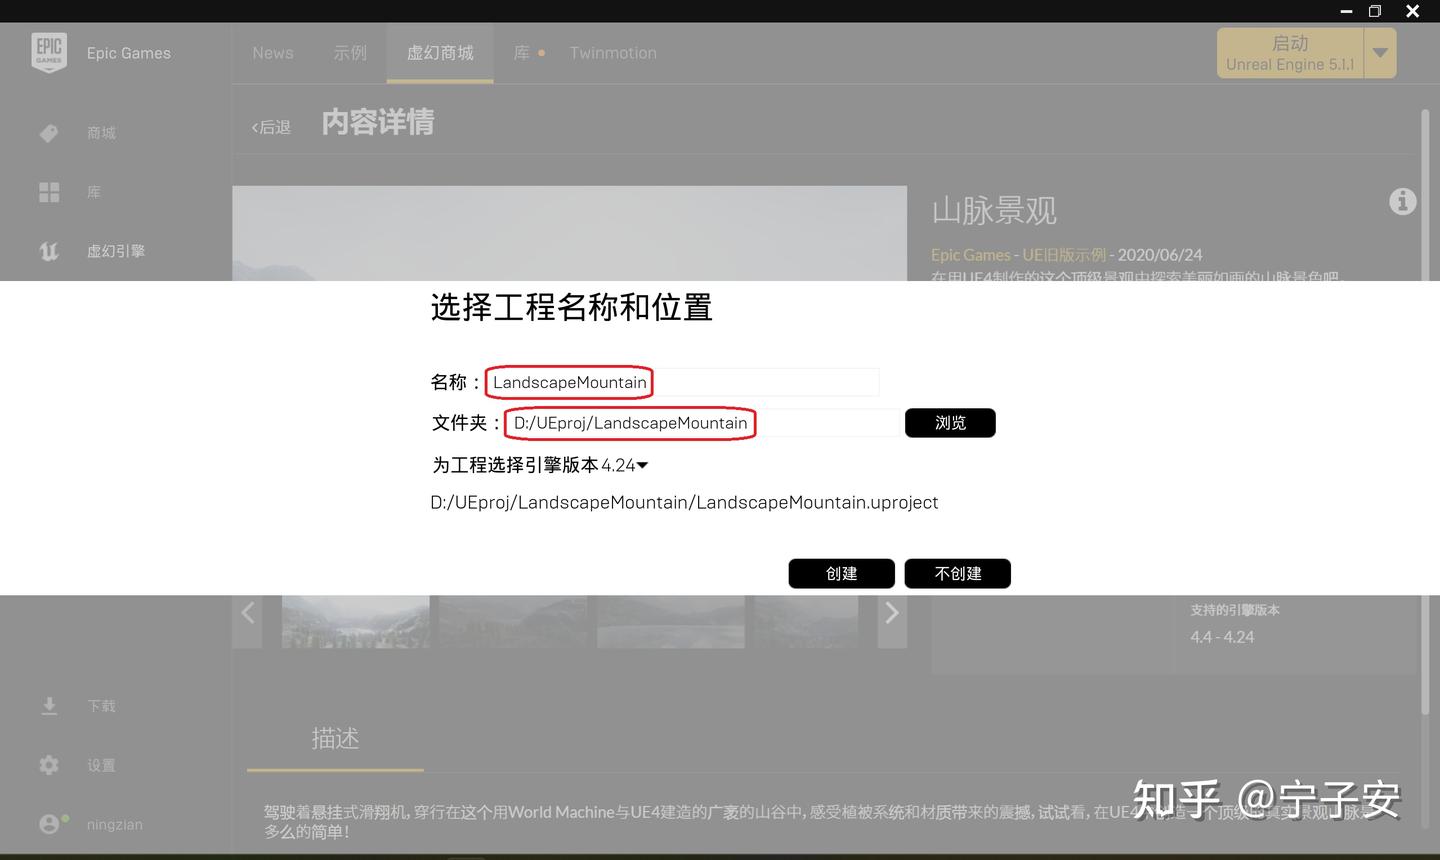 EPIC GAMES
Epic Games
News
示例
虚幻商城
库
Twinmotion
启动
Unreal Engine 5.1.1
商城
库
虚幻引擎
‹后退
内容详情
山脉景观
Epic Games - UE旧版示例 - 2020/06/24
在用UE4制作的这个顶级景观中探索美丽如画的山脉景色吧
选择工程名称和位置
名称：
LandscapeMountain
文件夹：
D:/UEproj/LandscapeMountain
浏览
为工程选择引擎版本 4.24
D:/UEproj/LandscapeMountain/LandscapeMountain.uproject
创建
不创建
支持的引擎版本
4.4 - 4.24
下载
设置
ningzian
描述
驾驶着悬挂式滑翔机，穿行在这个用World Machine与UE4建造的广袤的山谷中，感受植被系统和材质带来的震撼，试试看，在UE4中创造一个顶级的真实景观山脉是
多么的简单！
知乎 @宁子安